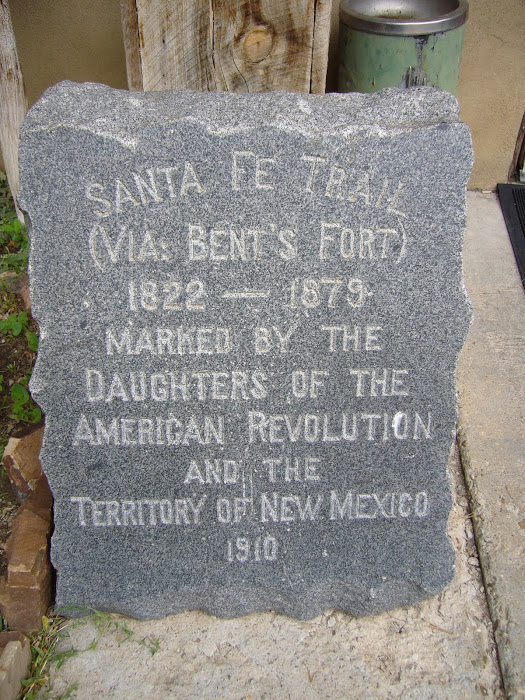 SANTA FE TRAIL
(VIA: BENT'S FORT)
1822 — 1879
MARKED BY THE
DAUGHTERS OF THE
AMERICAN REVOLUTION
AND THE
TERRITORY OF NEW MEXICO
1910